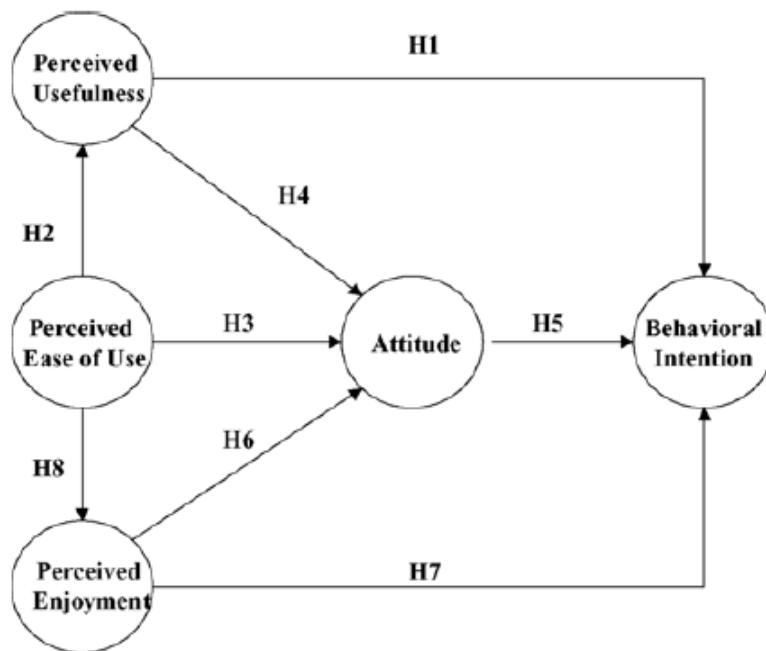 H1
Perceived
Usefulness
H4
H2
Perceived
Ease of Use
H3
Attitude
H5
Behavioral
Intention
H6
H8
Perceived
Enjoyment
H7